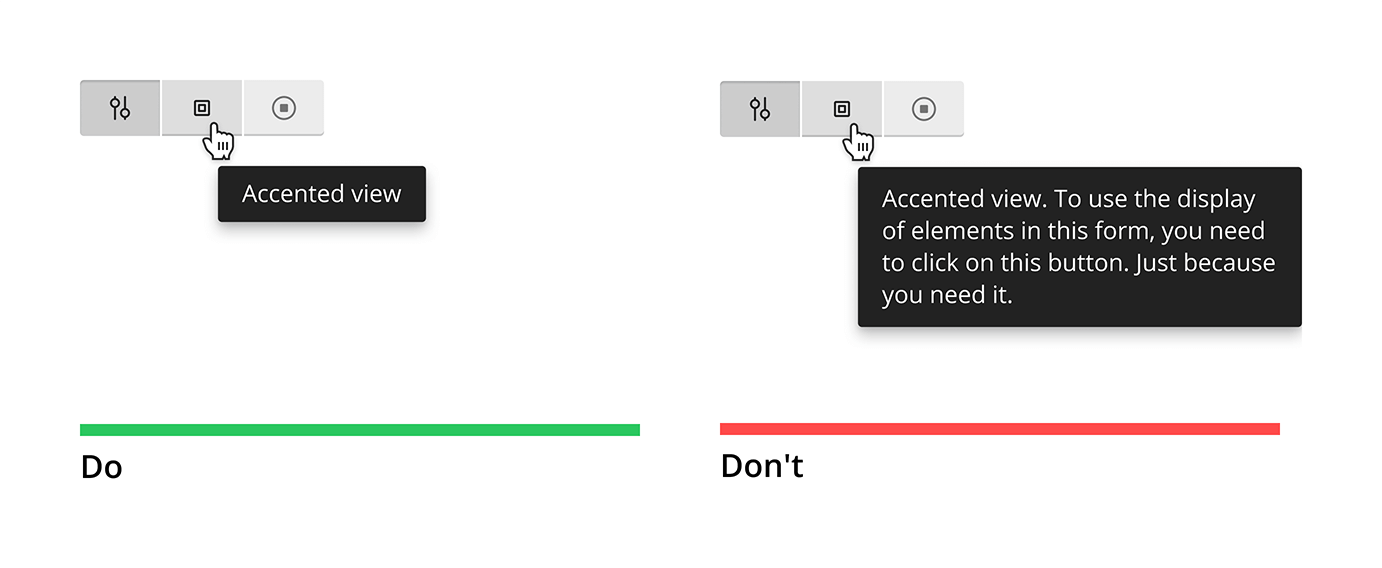 Accented view
Do
Accented view. To use the display
of elements in this form, you need
to click on this button. Just because
you need it.
Don't